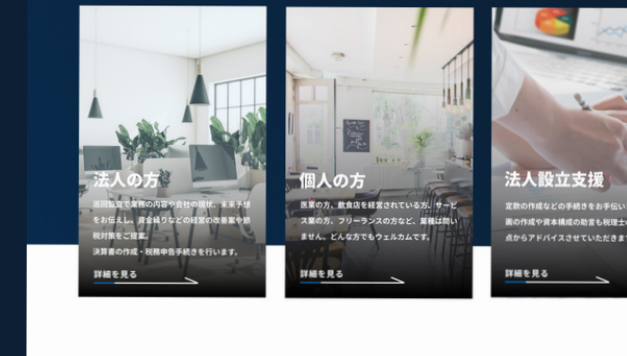 法人の方
巡回監査で業務の内容や会社の現状、未来予想
をお伝えし、資金繰りなどの経営の改善案や節
税対策をご提案。
決算書の作成・税務申告手続きを行います。
詳細を見る
個人の方
医業の方、飲食店を経営されている方、サービ
ス業の方、フリーランスの方など、業種は問い
ません。どんな方でもウェルカムです。
詳細を見る
法人設立支援
定款の作成などの手続きをお手伝い
画の作成や資本構成の助言も税理士
点からアドバイスさせていただきま
詳細を見る